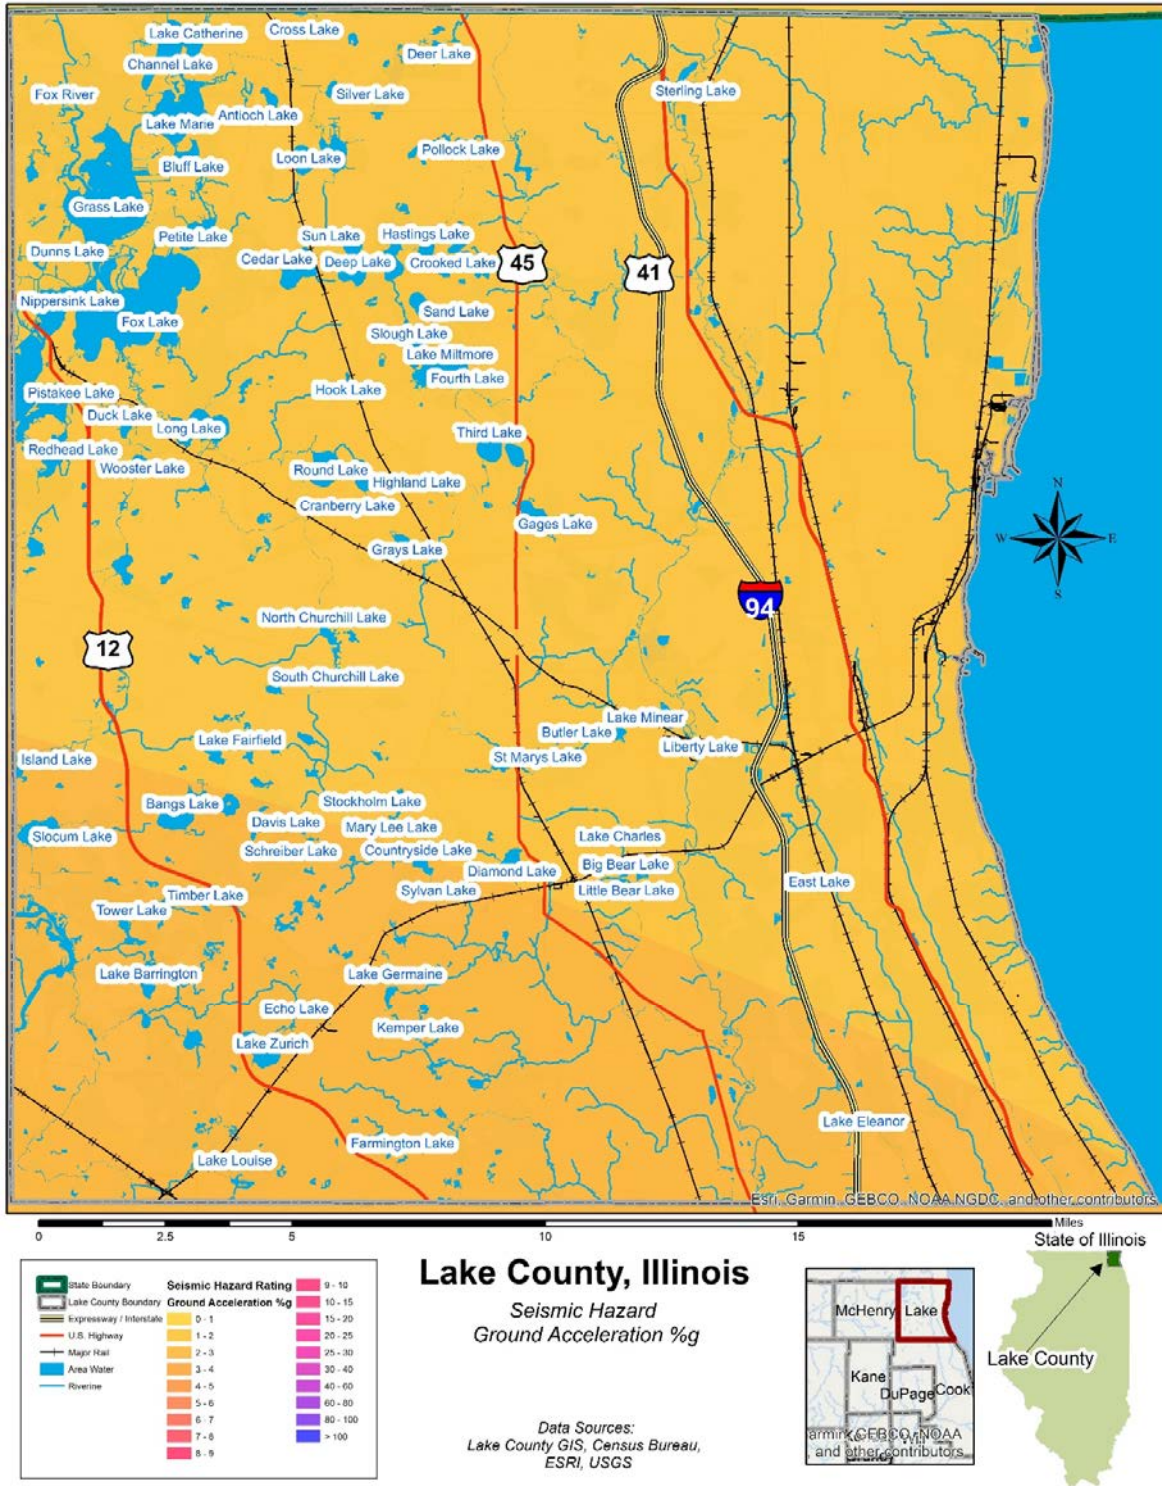 Lake Catherine
Cross Lake
Deer Lake
Channel Lake
Fox River
Silver Lake
Sterling Lake
Antioch Lake
Lake Marie
Pollock Lake
Loon Lake
Bluff Lake
Grass Lake
Petite Lake
Sun Lake
Hastings Lake
Dunns Lake
Cedar Lake
Deep Lake
Crooked Lake
45
41
Nippersink Lake
Fox Lake
Sand Lake
Slough Lake
Lake Miltmore
Fourth Lake
Pistakee Lake
Hook Lake
Duck Lake
Long Lake
Third Lake
Redhead Lake
Wooster Lake
Round Lake
Highland Lake
Cranberry Lake
Gages Lake
Grays Lake
N
W
E
S
94
North Churchill Lake
12
South Churchill Lake
Lake Minear
Butler Lake
Lake Fairfield
Liberty Lake
Island Lake
St Marys Lake
Bangs Lake
Stockholm Lake
Davis Lake
Mary Lee Lake
Slocum Lake
Lake Charles
Schreiber Lake
Countryside Lake
Big Bear Lake
Diamond Lake
East Lake
Timber Lake
Sylvan Lake
Little Bear Lake
Tower Lake
Lake Barrington
Lake Germaine
Echo Lake
Kemper Lake
Lake Zurich
Lake Eleanor
Farmington Lake
Lake Louise
Esri, Garmin, GEBCO, NOAA NGDC, and other contributors
0 2.5 5 10 15 Miles
State Boundary
Lake County Boundary
Expressway / Interstate
U.S. Highway
Major Rail
Area Water
Riverine
Seismic Hazard Rating
Ground Acceleration %g
0 - 1
1 - 2
2 - 3
3 - 4
4 - 5
5 - 6
6 - 7
7 - 8
8 - 9
9 - 10
10 - 15
15 - 20
20 - 25
25 - 30
30 - 40
40 - 60
60 - 80
80 - 100
> 100
Lake County, Illinois
Seismic Hazard
Ground Acceleration %g
Data Sources:
Lake County GIS, Census Bureau,
ESRI, USGS
McHenry
Lake
Kane
DuPage
Cook
GEBCO, NOAA
and other contributors
State of Illinois
Lake County